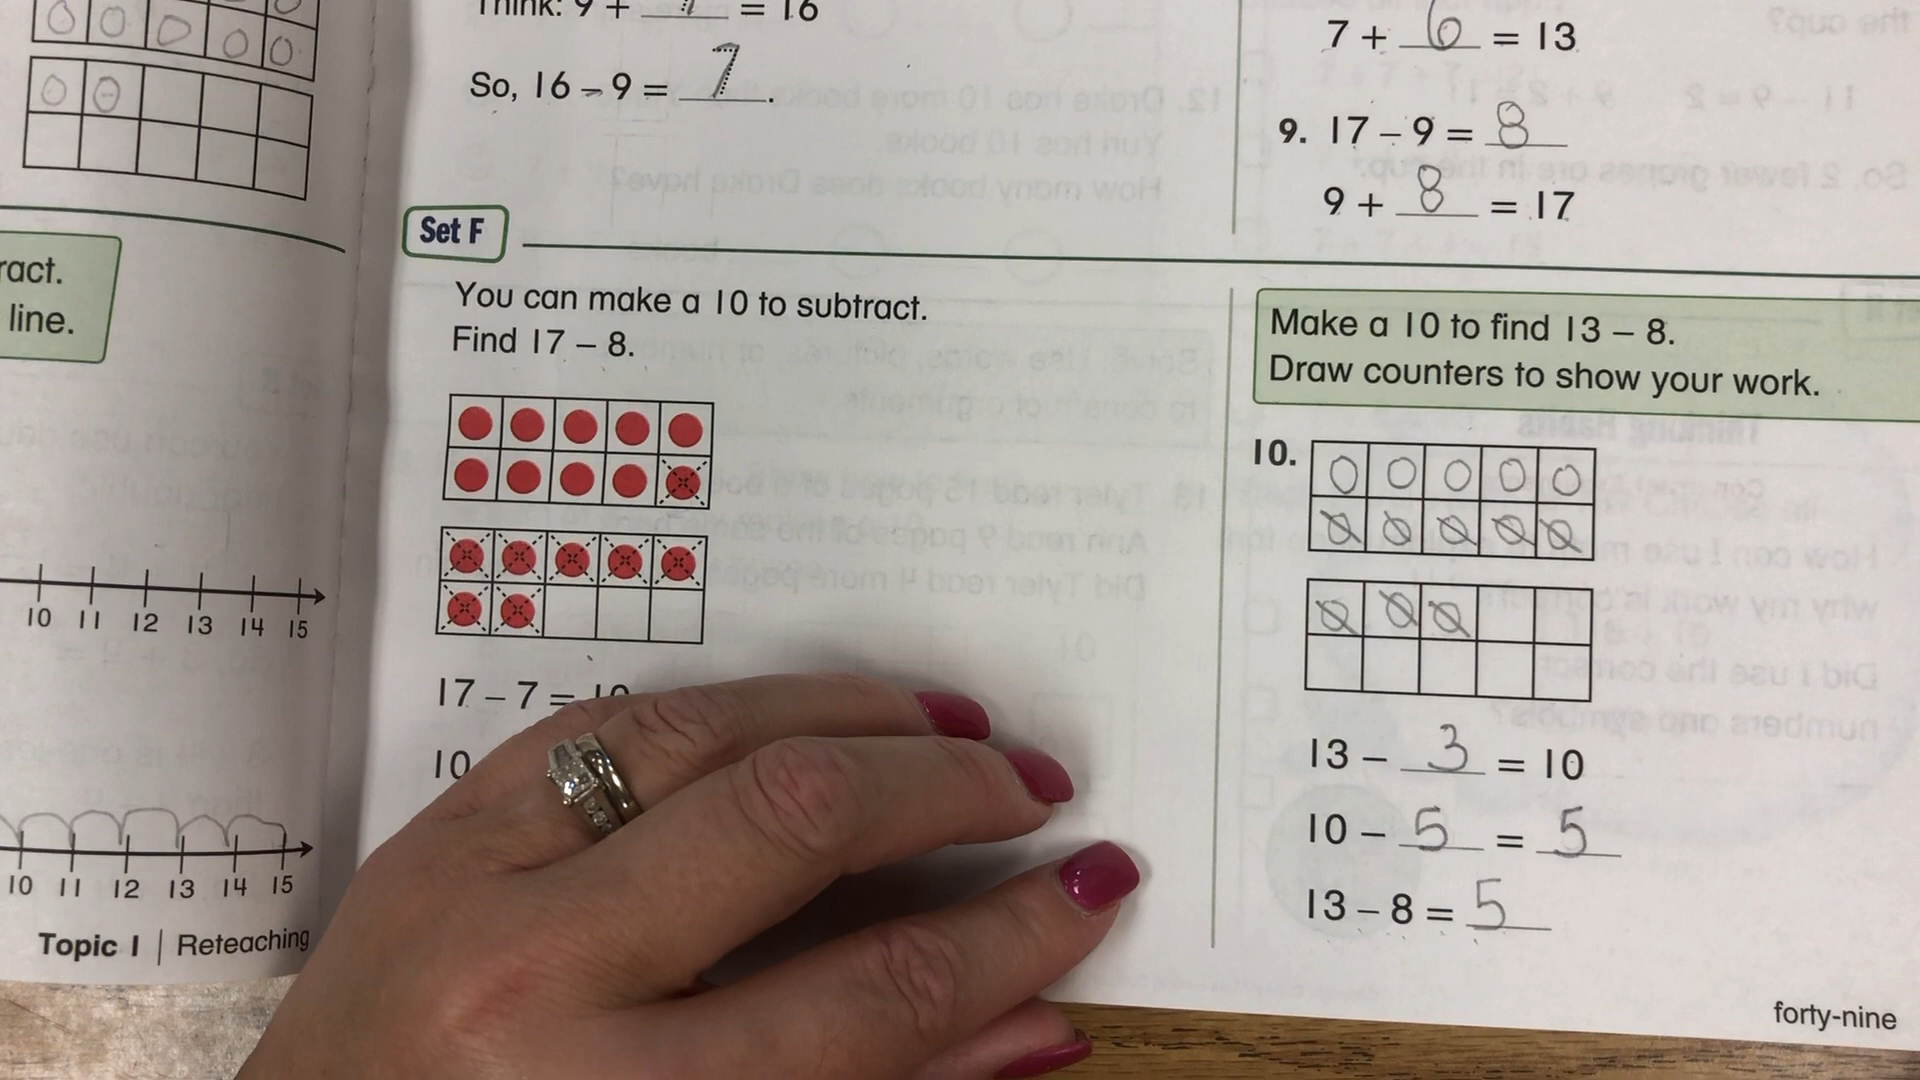 ract.
line.
10 11 12 13 14 15
10 11 12 13 14 15
Topic 1 | Reteaching
Think: 9 + 7 = 16
So, 16 - 9 = 7.
7 + 6 = 13
9. 17 - 9 = 8
9 + 8 = 17
Set F
You can make a 10 to subtract.
Find 17 - 8.
17 - 7 = 10
10
Make a 10 to find 13 - 8.
Draw counters to show your work.
10.
13 - 3 = 10
10 - 5 = 5
13 - 8 = 5
forty-nine